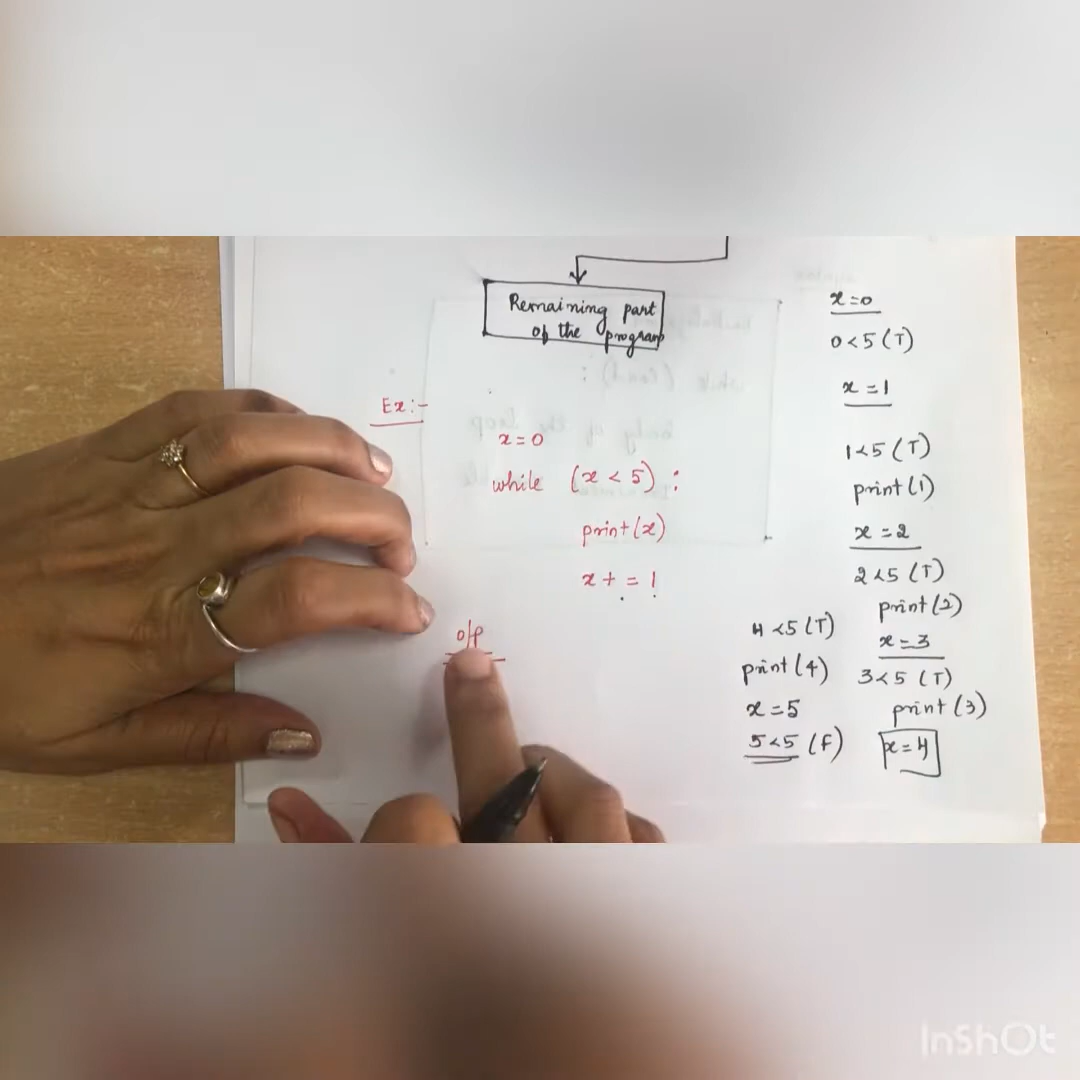 Remaining part
of the program
Ex:-
x=0
while (x < 5) :
print(x)
x+ = 1
o/p
x=0
0<5 (T)
x=1
1<5 (T)
print(1)
x=2
2<5 (T)
print(2)
x=3
3<5 (T)
print(3)
x=4
4<5 (T)
print(4)
x=5
5<5 (F)
InShOt